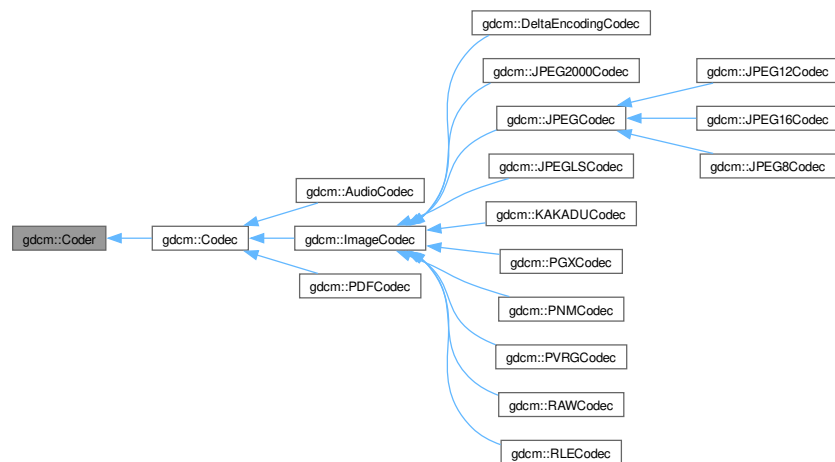 gdcm::DeltaEncodingCodec
gdcm::JPEG2000Codec
gdcm::JPEG12Codec
gdcm::JPEGCodec
gdcm::JPEG16Codec
gdcm::JPEGLSCodec
gdcm::JPEG8Codec
gdcm::AudioCodec
gdcm::KAKADUCodec
gdcm::Coder
gdcm::Codec
gdcm::ImageCodec
gdcm::PGXCodec
gdcm::PDFCodec
gdcm::PNMCodec
gdcm::PVRGCodec
gdcm::RAWCodec
gdcm::RLECodec